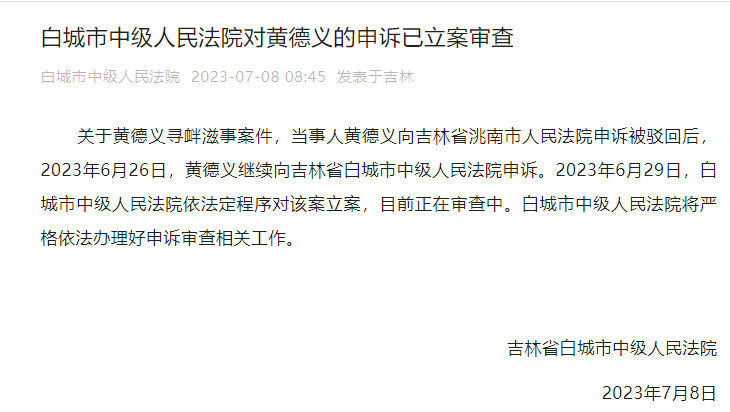 白城市中级人民法院对黄德义的申诉已立案审查
白城市中级人民法院 2023-07-08 08:45 发表于吉林
关于黄德义寻衅滋事案件，当事人黄德义向吉林省洮南市人民法院申诉被驳回后，
2023年6月26日，黄德义继续向吉林省白城市中级人民法院申诉。2023年6月29日，白
城市中级人民法院依法定程序对该案立案，目前正在审查中。白城市中级人民法院将严
格依法办理好申诉审查相关工作。
吉林省白城市中级人民法院
2023年7月8日